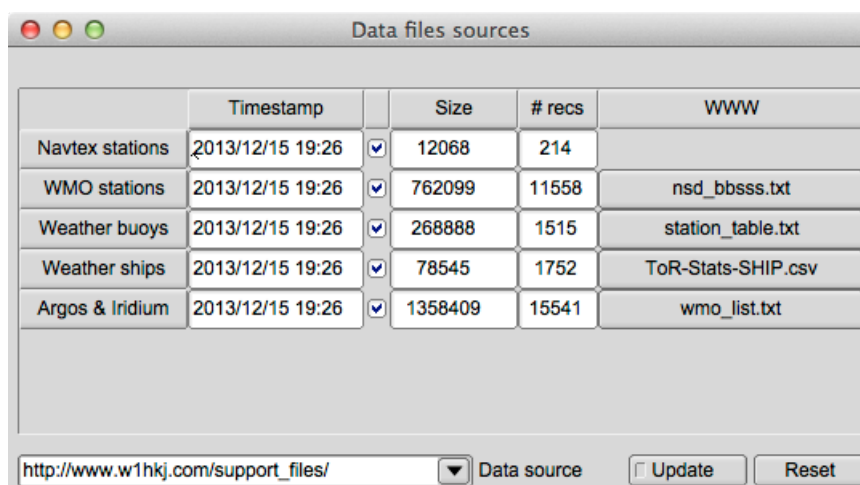 Data files sources
Timestamp Size # recs WWW
Navtex stations 2013/12/15 19:26 12068 214
WMO stations 2013/12/15 19:26 762099 11558 nsd_bbsss.txt
Weather buoys 2013/12/15 19:26 268888 1515 station_table.txt
Weather ships 2013/12/15 19:26 78545 1752 ToR-Stats-SHIP.csv
Argos & Iridium 2013/12/15 19:26 1358409 15541 wmo_list.txt
http://www.w1hkj.com/support_files/ Data source Update Reset